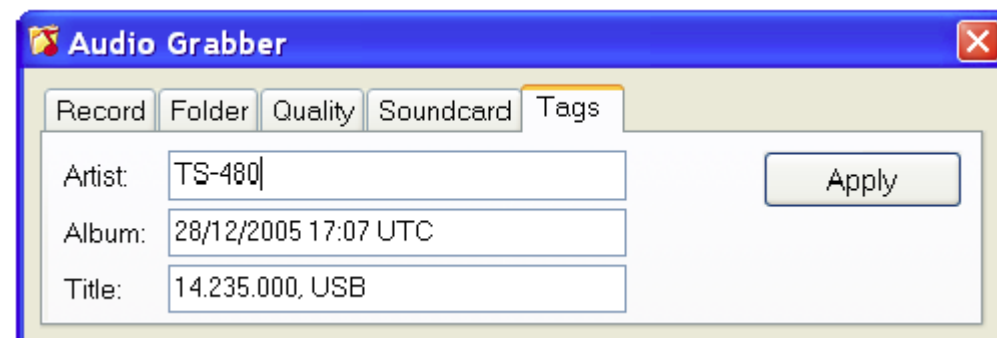 Audio Grabber
Record Folder Quality Soundcard Tags
Artist: TS-480 Apply
Album: 28/12/2005 17:07 UTC
Title: 14.235.000, USB